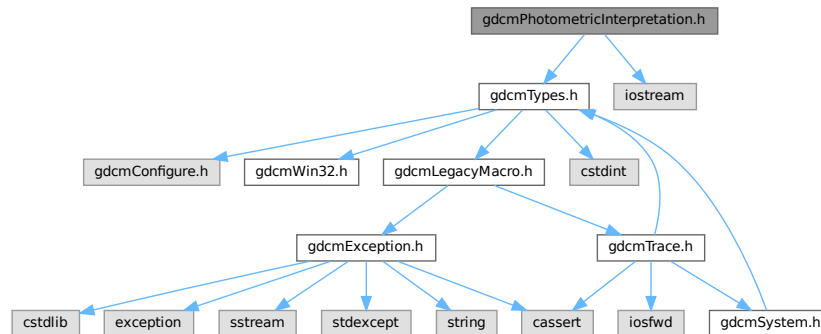 gdcmPhotometricInterpretation.h
gdcmTypes.h
iostream
gdcmConfigure.h
gdcmWin32.h
gdcmLegacyMacro.h
cstdint
gdcmException.h
gdcmTrace.h
cstdlib
exception
sstream
stdexcept
string
cassert
iosfwd
gdcmSystem.h